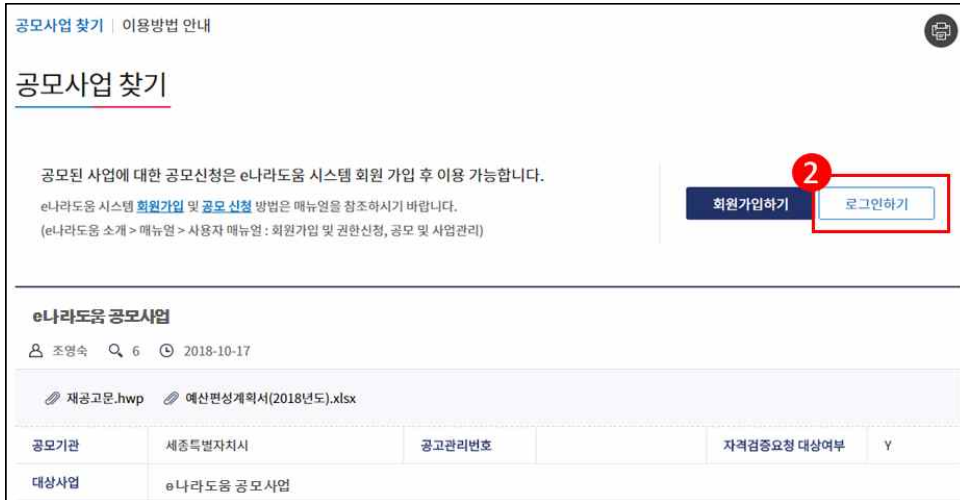 공모사업 찾기 | 이용방법 안내
공모사업 찾기
공모된 사업에 대한 공모신청은 e나라도움 시스템 회원 가입 후 이용 가능합니다.
e나라도움 시스템 회원가입 및 공모 신청 방법은 매뉴얼을 참조하시기 바랍니다.
(e나라도움 소개 > 매뉴얼 > 사용자 매뉴얼 : 회원가입 및 권한신청, 공모 및 사업관리)
2
회원가입하기 로그인하기
e나라도움 공모사업
조영숙 6 2018-10-17
재공고문.hwp 예산편성계획서(2018년도).xlsx
공모기관 세종특별자치시 공고관리번호 자격검증요청 대상여부 Y
대상사업 e나라도움 공모사업